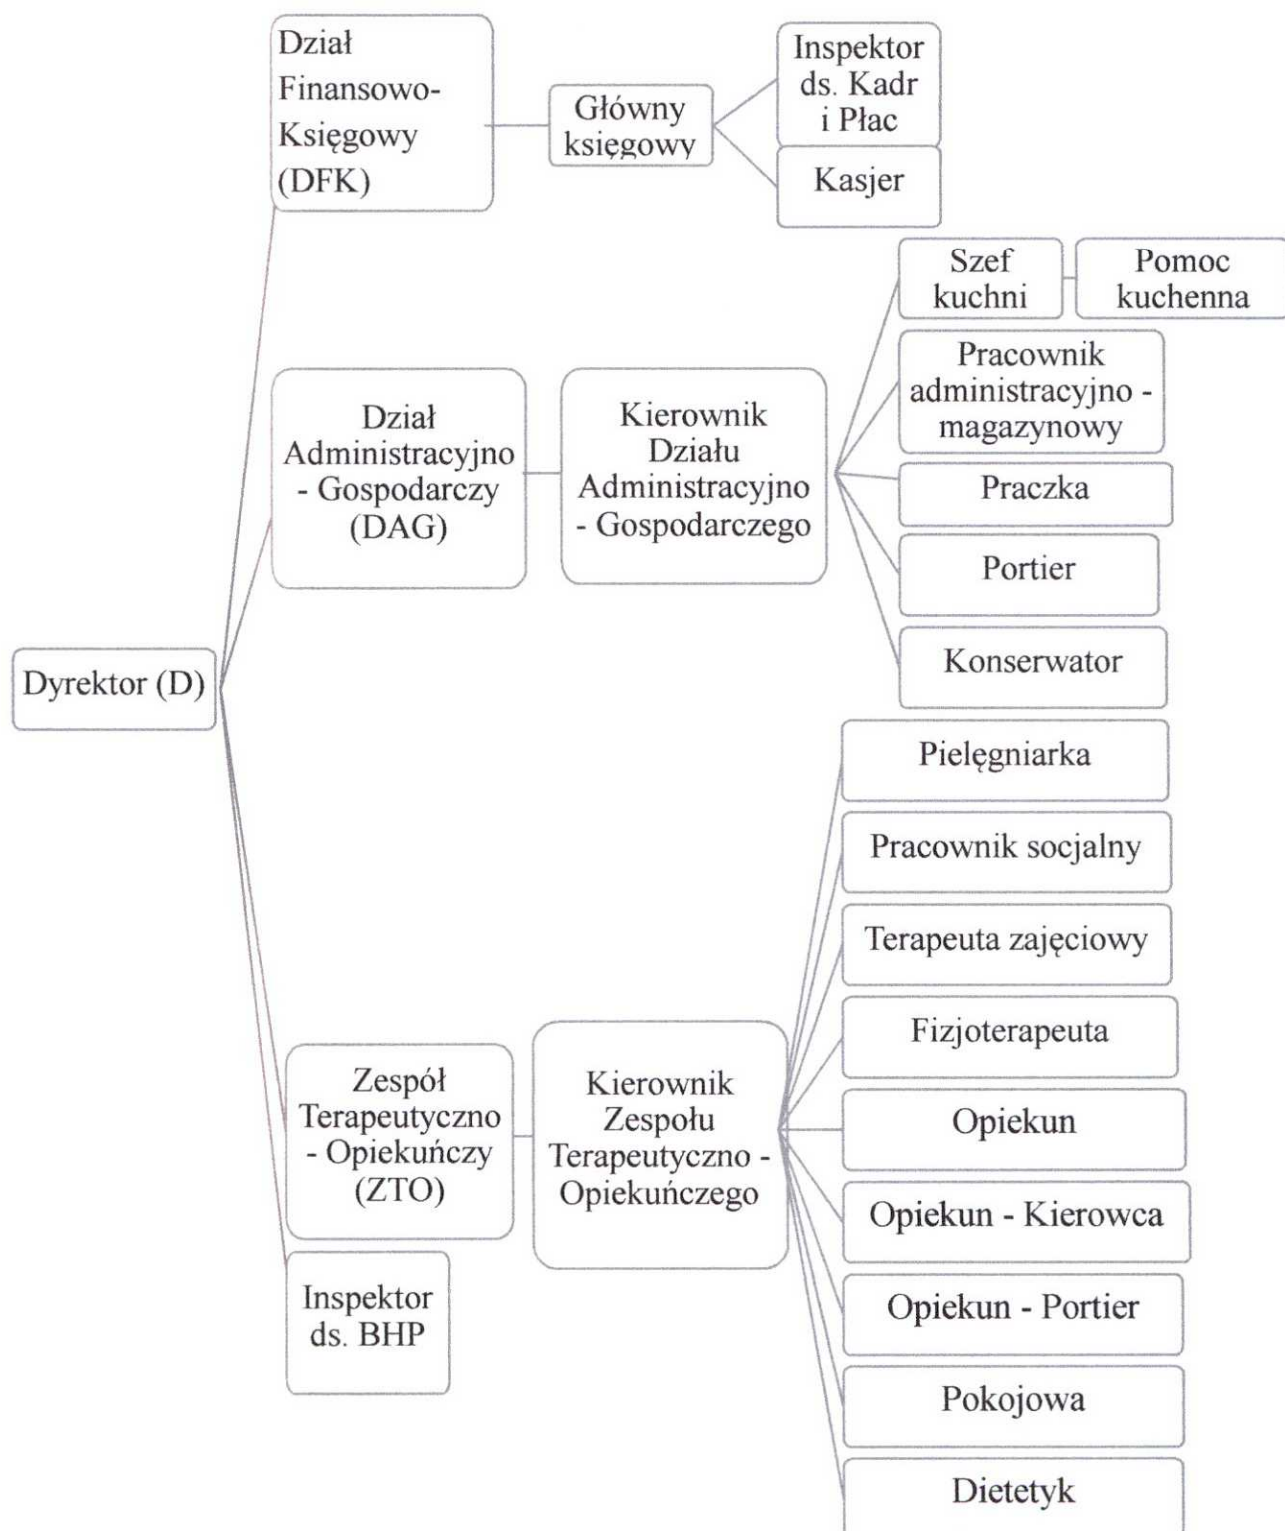 Dział
Finansowo-
Księgowy
(DFK)
Główny
księgowy
Inspektor
ds. Kadr
i Płac
Kasjer
Szef
kuchni
Pomoc
kuchenna
Pracownik
administracyjno -
magazynowy
Praczka
Portier
Konserwator
Dział
Administracyjno
- Gospodarczy
(DAG)
Kierownik
Działu
Administracyjno
- Gospodarczego
Dyrektor (D)
Pielęgniarka
Pracownik socjalny
Terapeuta zajęciowy
Fizjoterapeuta
Opiekun
Opiekun - Kierowca
Opiekun - Portier
Pokojowa
Dietetyk
Zespół
Terapeutyczno
- Opiekuńczy
(ZTO)
Kierownik
Zespołu
Terapeutyczno -
Opiekuńczego
Inspektor
ds. BHP